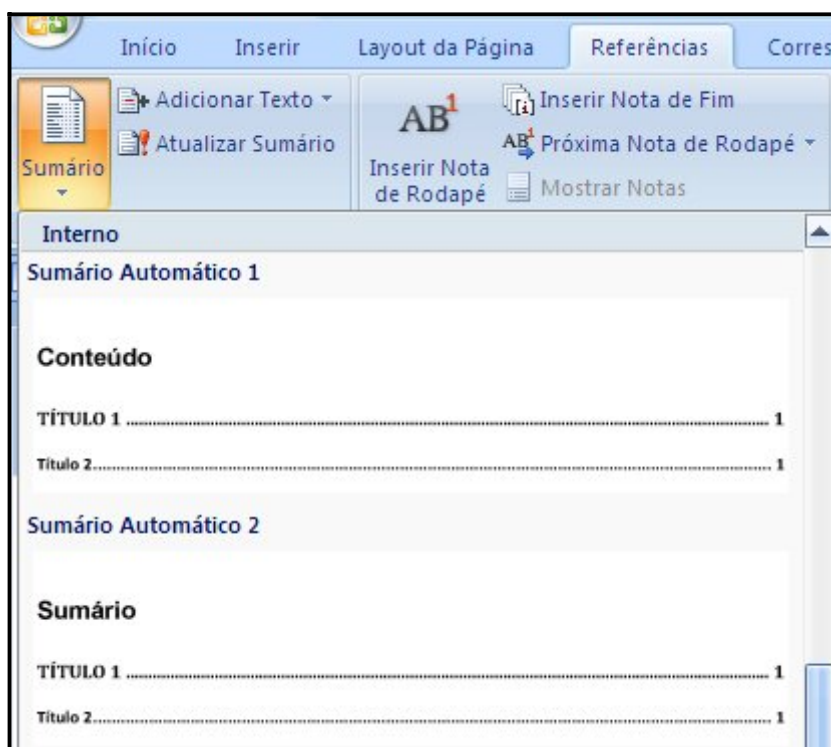 Início Inserir Layout da Página Referências Corres
Sumário
Adicionar Texto
Atualizar Sumário
AB1
Inserir Nota
de Rodapé
Inserir Nota de Fim
AB1 Próxima Nota de Rodapé
Mostrar Notas
Interno
Sumário Automático 1
Conteúdo
TÍTULO 1 ........................................ 1
Título 2........................................ 1
Sumário Automático 2
Sumário
TÍTULO 1 ........................................ 1
Título 2........................................ 1